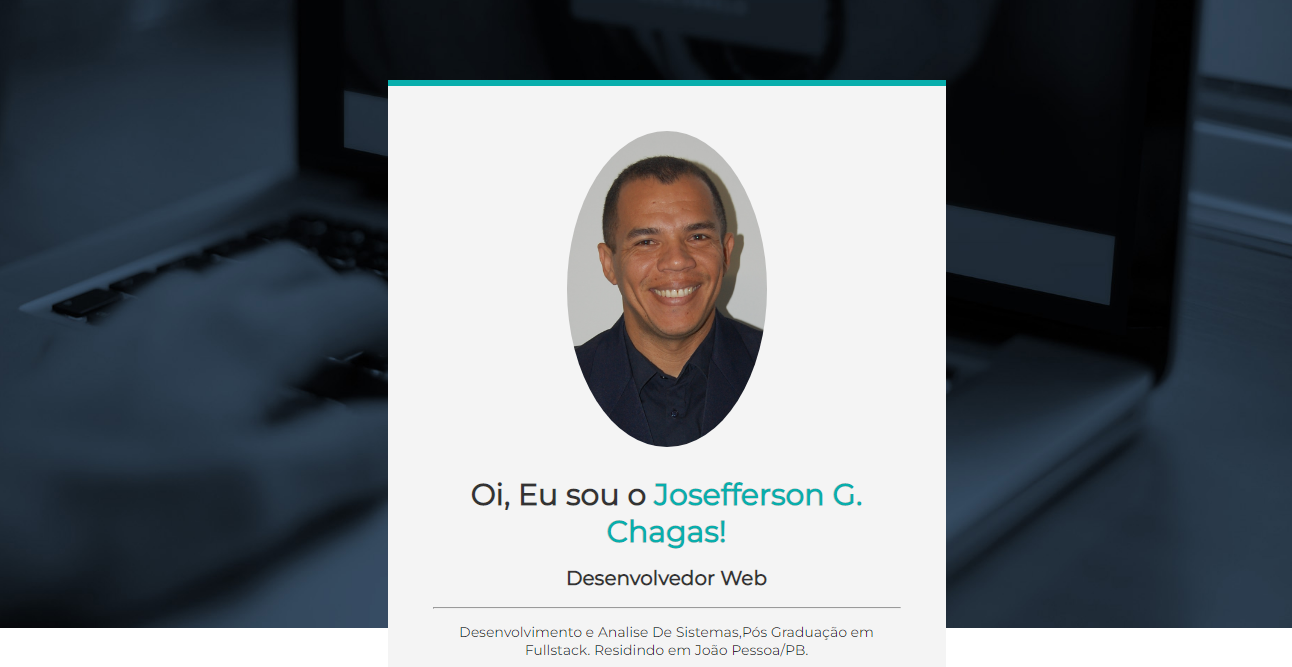 Oi, Eu sou o Josefferson G.
Chagas!
Desenvolvedor Web
Desenvolvimento e Analise De Sistemas,Pós Graduação em
Fullstack. Residindo em João Pessoa/PB.